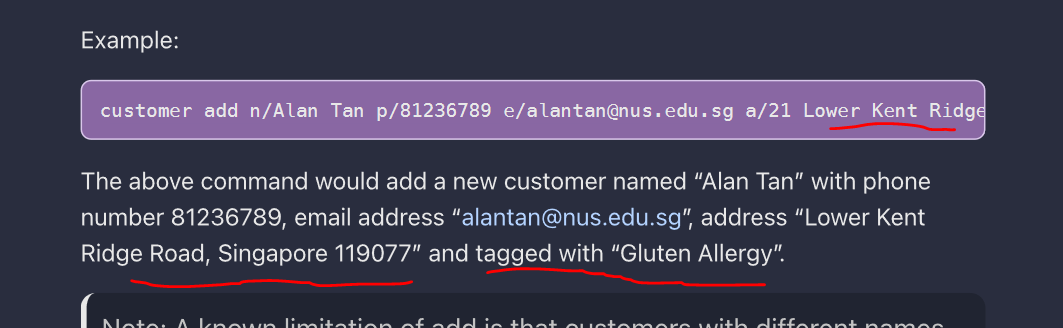 Example:
customer add n/Alan Tan p/81236789 e/alantan@nus.edu.sg a/21 Lower Kent Ridge
The above command would add a new customer named “Alan Tan” with phone
number 81236789, email address “alantan@nus.edu.sg”, address “Lower Kent
Ridge Road, Singapore 119077” and tagged with “Gluten Allergy”.
Note: A known limitation of add is that customers with different names